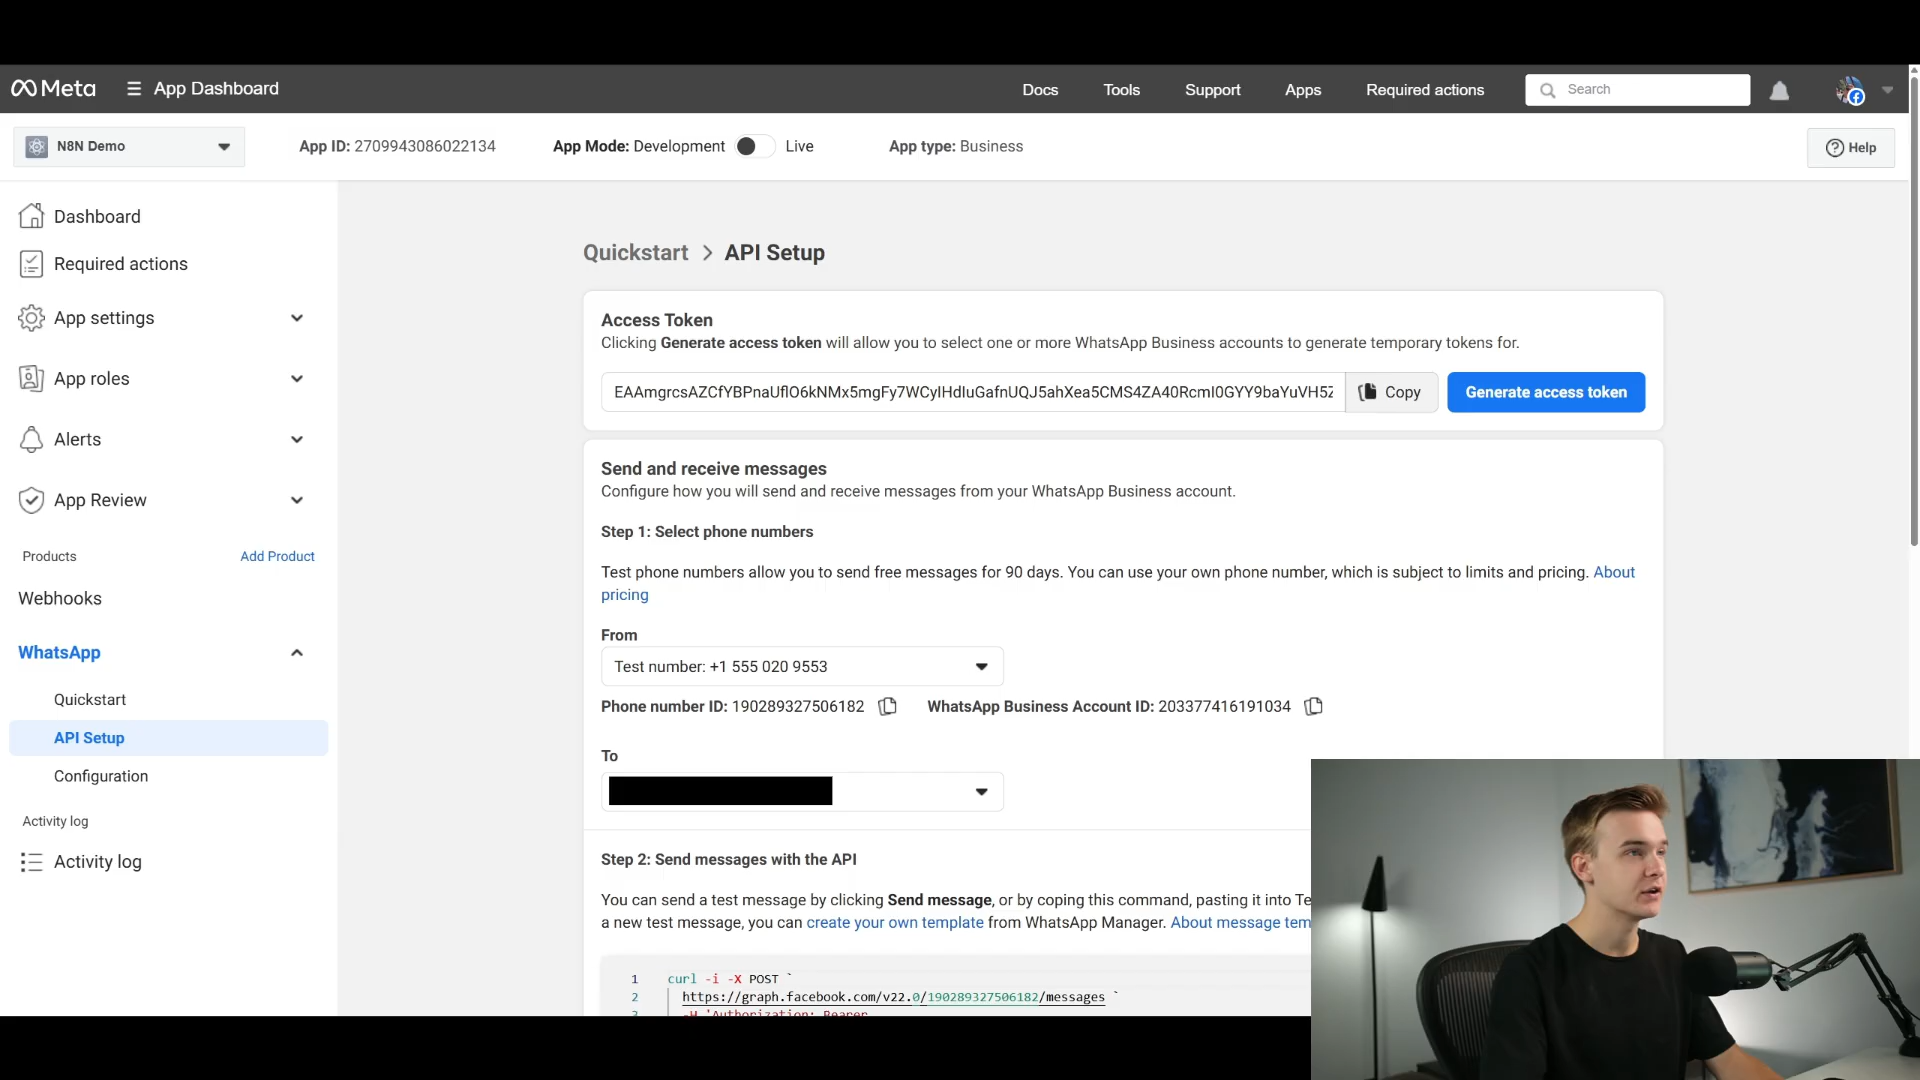 Meta
App Dashboard
Docs
Tools
Support
Apps
Required actions
Search
N8N Demo
App ID: 2709943086022134
App Mode: Development
Live
App type: Business
Help
Dashboard
Required actions
App settings
App roles
Alerts
App Review
Products
Add Product
Webhooks
WhatsApp
Quickstart
API Setup
Configuration
Activity log
Activity log
Quickstart > API Setup
Access Token
Clicking Generate access token will allow you to select one or more WhatsApp Business accounts to generate temporary tokens for.
Copy
Generate access token
Send and receive messages
Configure how you will send and receive messages from your WhatsApp Business account.
Step 1: Select phone numbers
Test phone numbers allow you to send free messages for 90 days. You can use your own phone number, which is subject to limits and pricing. About
pricing
From
Test number: +1 555 020 9553
Phone number ID: 190289327506182
WhatsApp Business Account ID: 203377416191034
To
Step 2: Send messages with the API
You can send a test message by clicking Send message, or by coping this command, pasting it into Te
a new test message, you can create your own template from WhatsApp Manager. About message tem
1 curl -i -X POST `
2 https://graph.facebook.com/v22.0/190289327506182/messages `
3 -H 'Authorization: Bearer